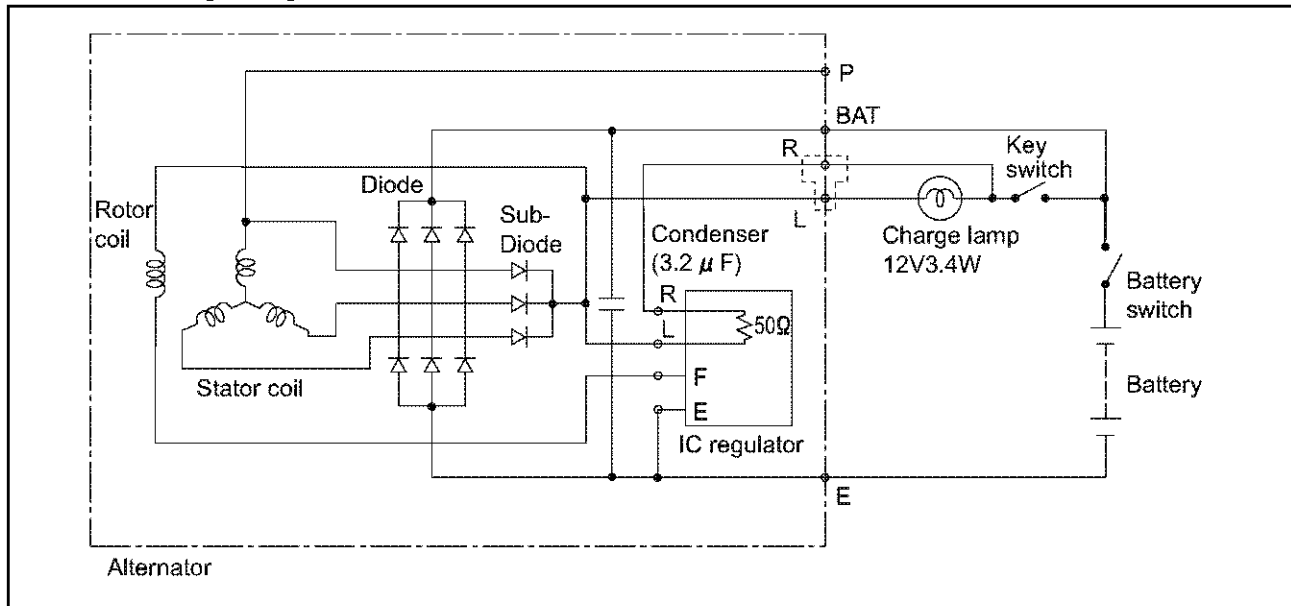 P
BAT
R
Key
switch
Diode
Rotor
coil
Sub-
Diode
L
Condenser
(3.2 μ F)
Charge lamp
12V3.4W
Battery
switch
R
L
50Ω
F
Stator coil
Battery
E
IC regulator
E
Alternator